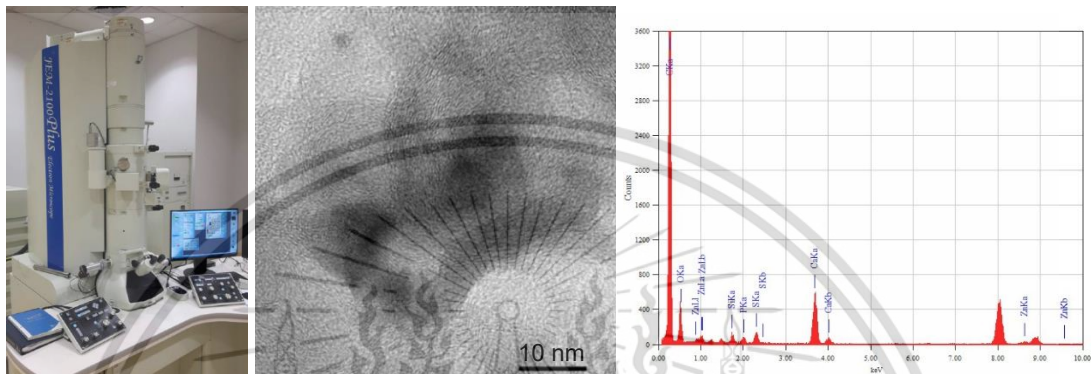 JEM-2100Plus Electron Microscope
10 nm
3600
3200
2800
2400
2000
1600
1200
800
400
0
Counts
CKa
OKa
ZnLl
ZnLa ZnLb
SiKa
PKa
SKa
SKb
CaKa
CaKb
ZnKa
ZnKb
0.00 1.00 2.00 3.00 4.00 5.00 6.00 7.00 8.00 9.00 10.00
keV